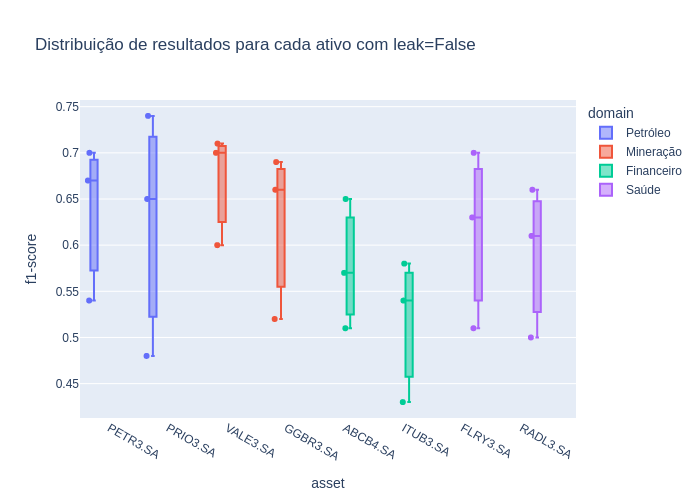 Distribuição de resultados para cada ativo com leak=False
0.75
0.7
0.65
0.6
0.55
0.5
0.45
f1-score
PETR3.SA
PRIO3.SA
VALE3.SA
GGBR3.SA
ABCB4.SA
ITUB3.SA
FLRY3.SA
RADL3.SA
asset
domain
Petróleo
Mineração
Financeiro
Saúde